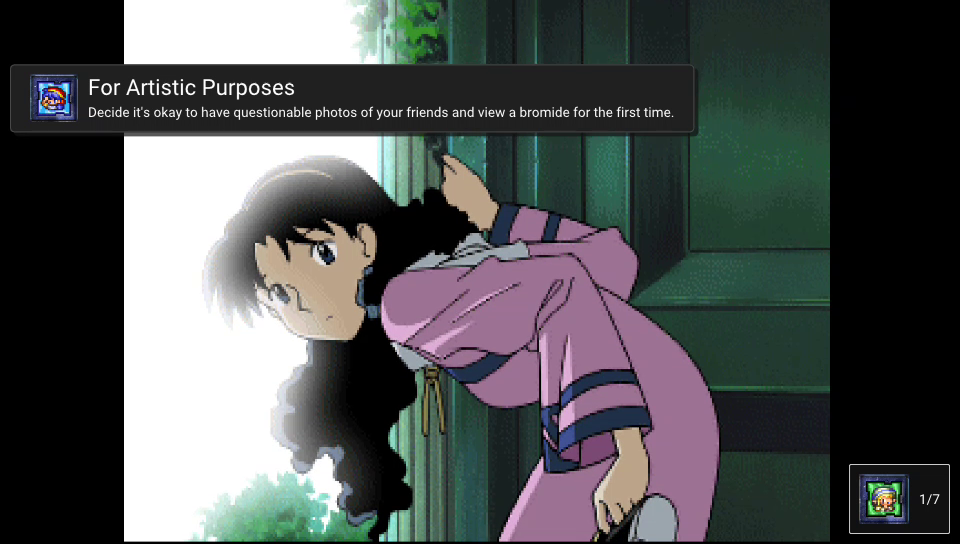 For Artistic Purposes
Decide it's okay to have questionable photos of your friends and view a bromide for the first time.
1/7